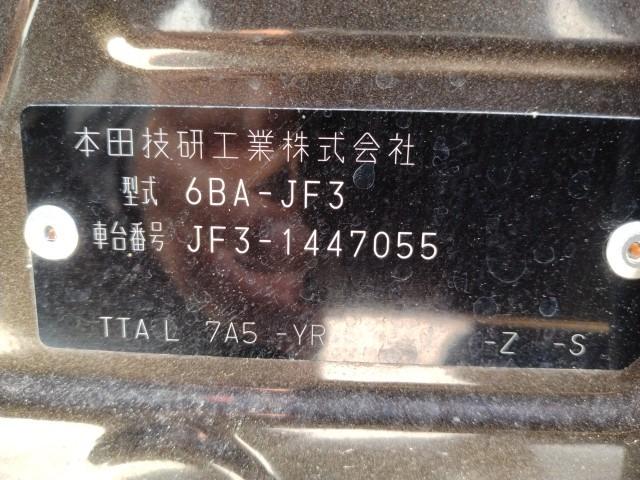 本田技研工業株式会社
型式 6BA-JF3
車台番号 JF3-1447055
TTA L 7A5 -YR -Z -S